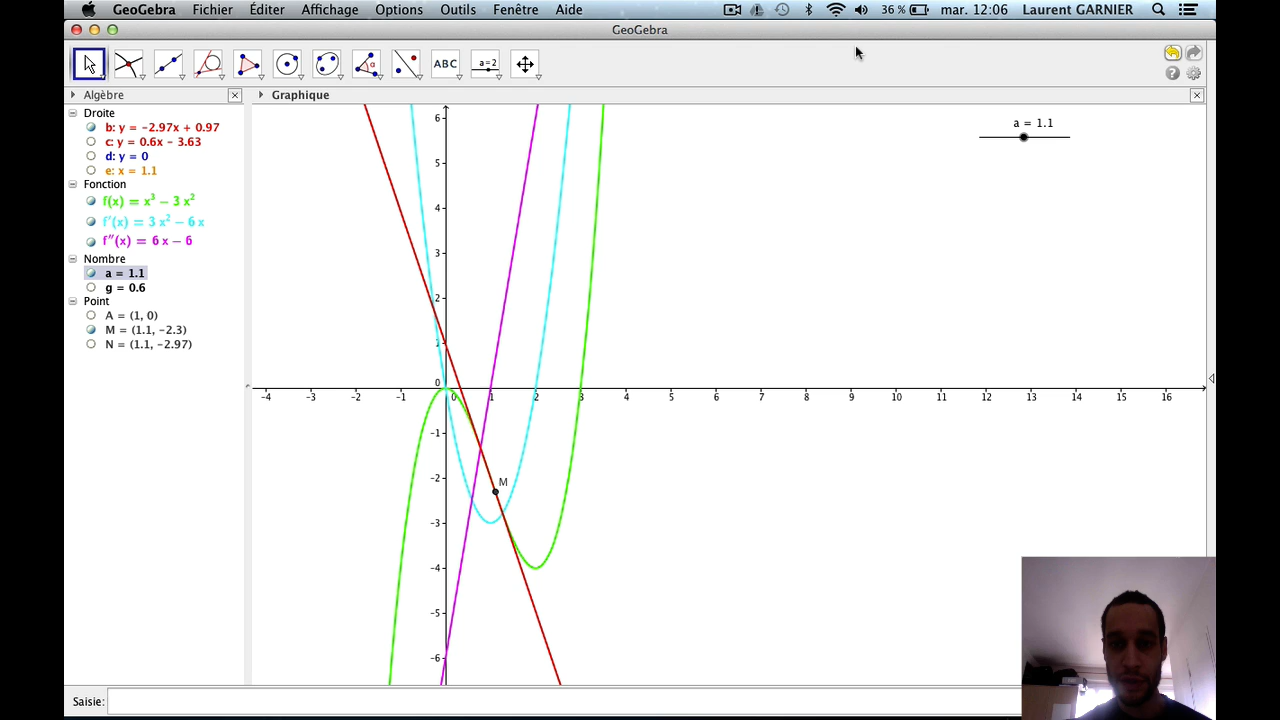 GeoGebra Fichier Éditer Affichage Options Outils Fenêtre Aide 36 % mar. 12:06 Laurent GARNIER
GeoGebra
ABC a = 2
Algèbre
Graphique
Droite
b: y = −2.97x + 0.97
c: y = 0.6x − 3.63
d: y = 0
e: x = 1.1
Fonction
f(x) = x³ − 3 x²
f'(x) = 3 x² − 6 x
f''(x) = 6 x − 6
Nombre
a = 1.1
g = 0.6
Point
A = (1, 0)
M = (1.1, −2.3)
N = (1.1, −2.97)
a = 1.1
6
5
4
3
2
1
0
-4 -3 -2 -1 0 1 2 3 4 5 6 7 8 9 10 11 12 13 14 15 16
-1
-2
M
-3
-4
-5
-6
Saisie: